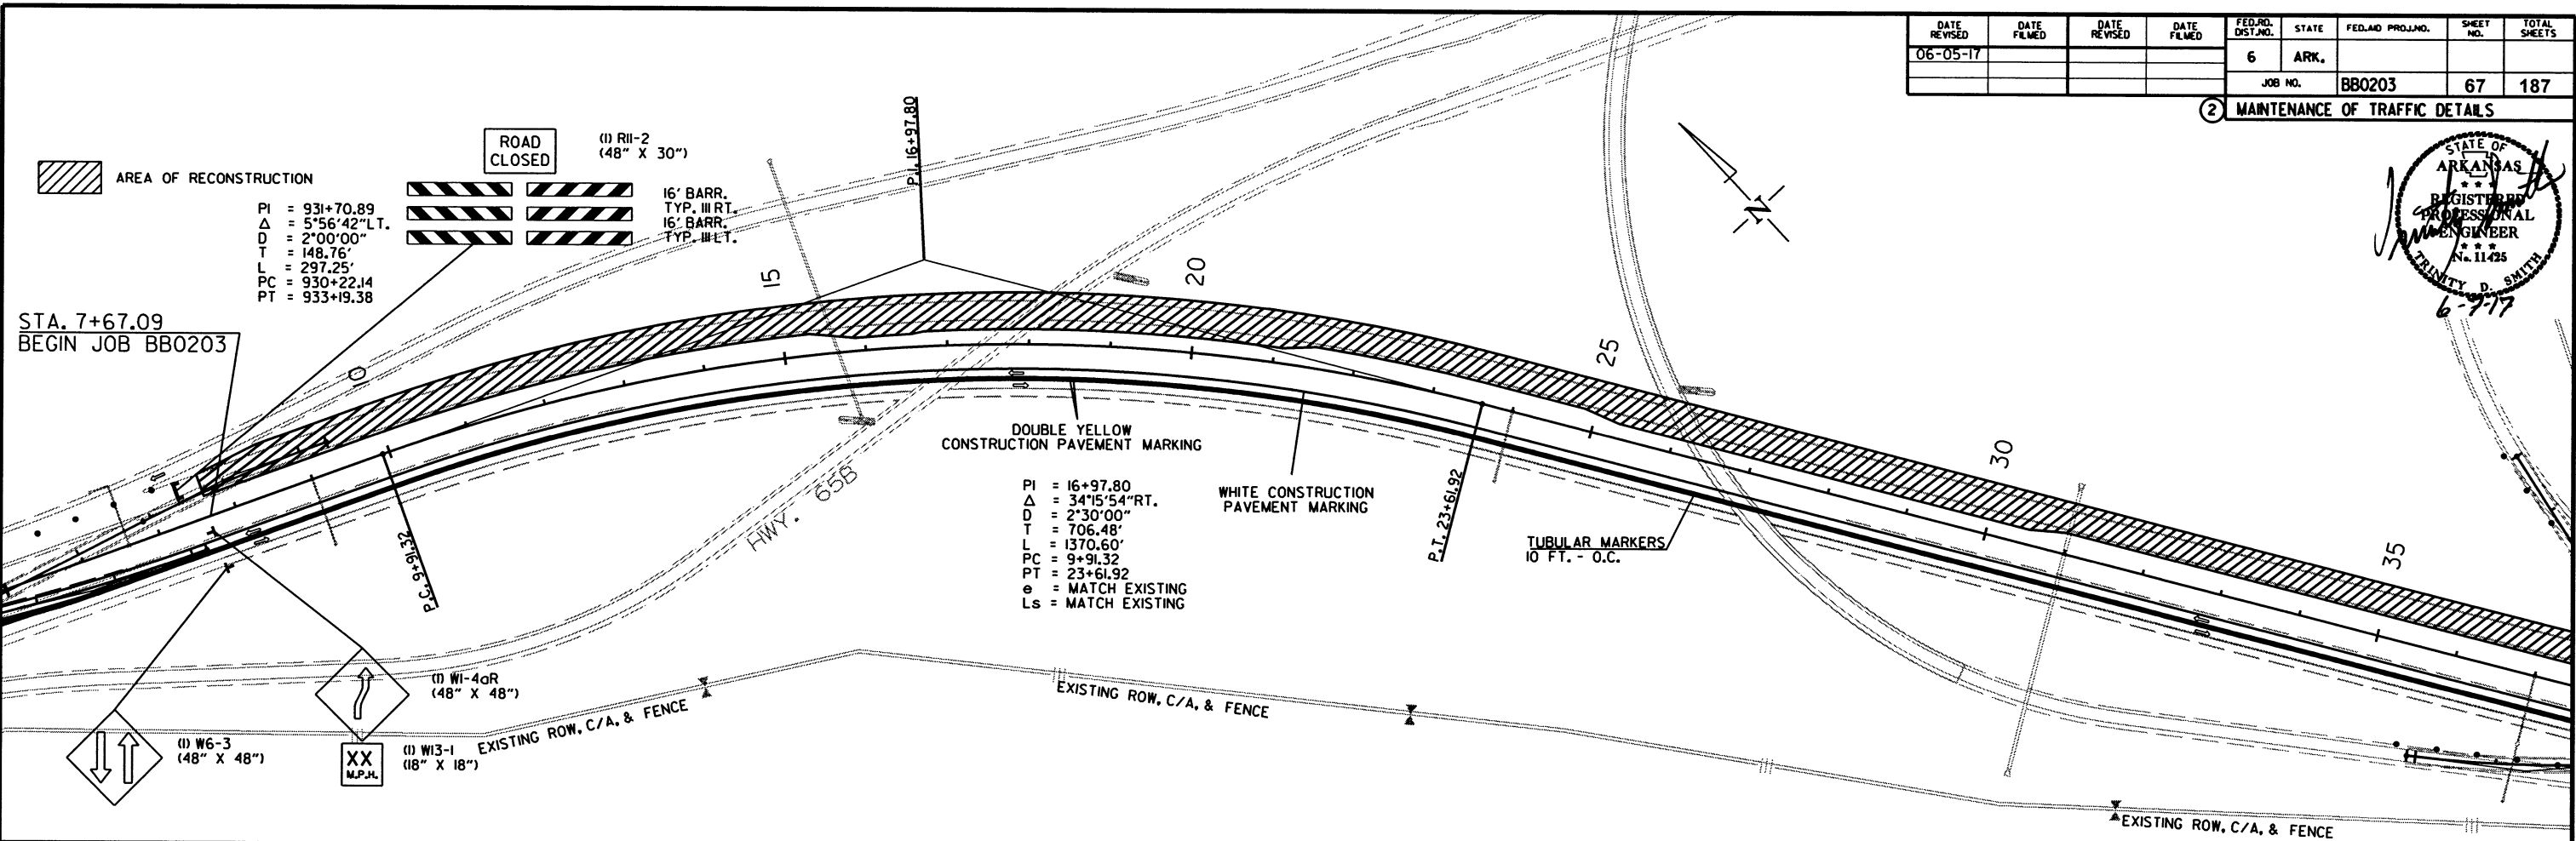 DATE REVISED
DATE FILMED
DATE REVISED
DATE FILMED
FED.RD. DIST.NO.
STATE
FED.AID PROJ.NO.
SHEET NO.
TOTAL SHEETS
06-05-17
6
ARK.
JOB NO.
BB0203
67
187
2 MAINTENANCE OF TRAFFIC DETAILS
STATE OF
ARKANSAS
* * *
REGISTERED
PROFESSIONAL
ENGINEER
* * *
No. 11425
TRINITY D. SMITH
6-7-17
AREA OF RECONSTRUCTION
ROAD
CLOSED
(1) R11-2
(48" X 30")
16' BARR.
TYP. III RT.
16' BARR.
TYP. III LT.
PI = 931+70.89
Δ = 5°56'42"LT.
D = 2°00'00"
T = 148.76'
L = 297.25'
PC = 930+22.14
PT = 933+19.38
STA. 7+67.09
BEGIN JOB BB0203
P.I. 16+97.80
N
10
15
20
25
30
35
P.C. 9+91.32
HWY. 65B
DOUBLE YELLOW
CONSTRUCTION PAVEMENT MARKING
PI = 16+97.80
Δ = 34°15'54"RT.
D = 2°30'00"
T = 706.48'
L = 1370.60'
PC = 9+91.32
PT = 23+61.92
e = MATCH EXISTING
Ls = MATCH EXISTING
WHITE CONSTRUCTION
PAVEMENT MARKING
P.T. 23+61.92
TUBULAR MARKERS
10 FT. - O.C.
(1) W1-4aR
(48" X 48")
(1) W6-3
(48" X 48")
XX
M.P.H.
(1) W13-1
(18" X 18")
EXISTING ROW, C/A, & FENCE
EXISTING ROW, C/A, & FENCE
EXISTING ROW, C/A, & FENCE